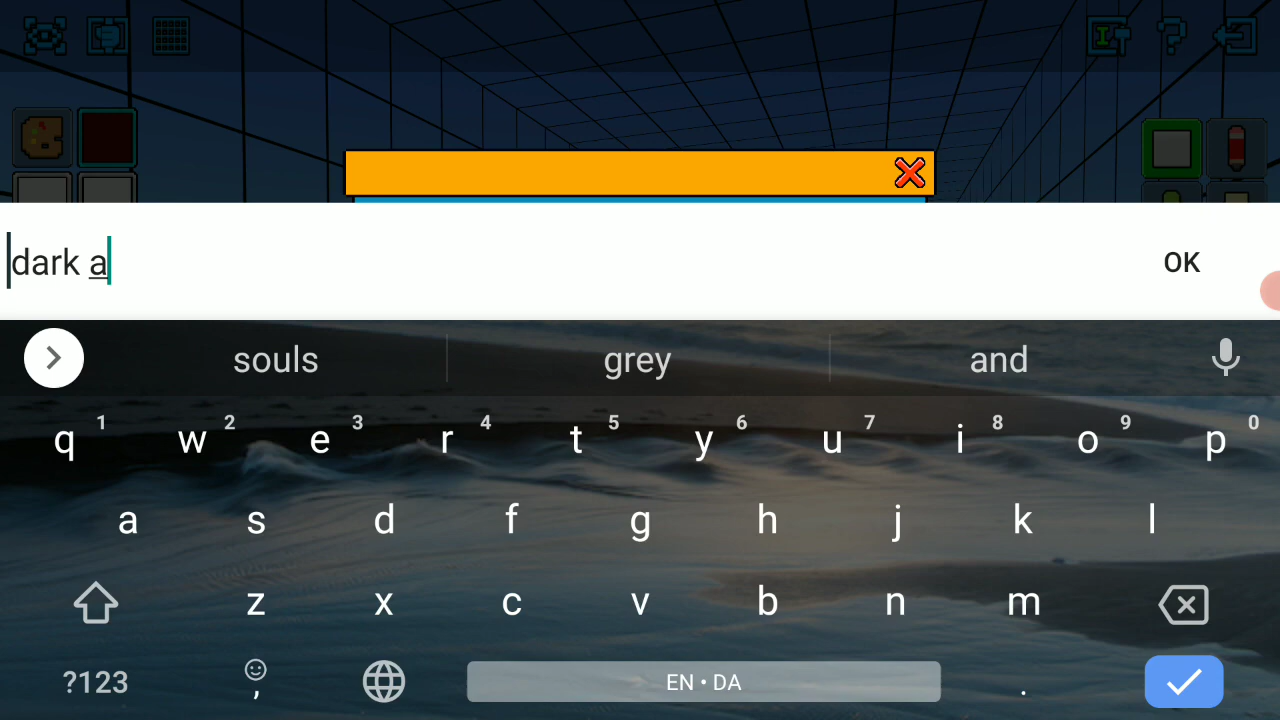 dark a
OK
souls
grey
and
q 1 w 2 e 3 r 4 t 5 y 6 u 7 i 8 o 9 p 0
a s d f g h j k l
z x c v b n m
?123 , EN • DA .